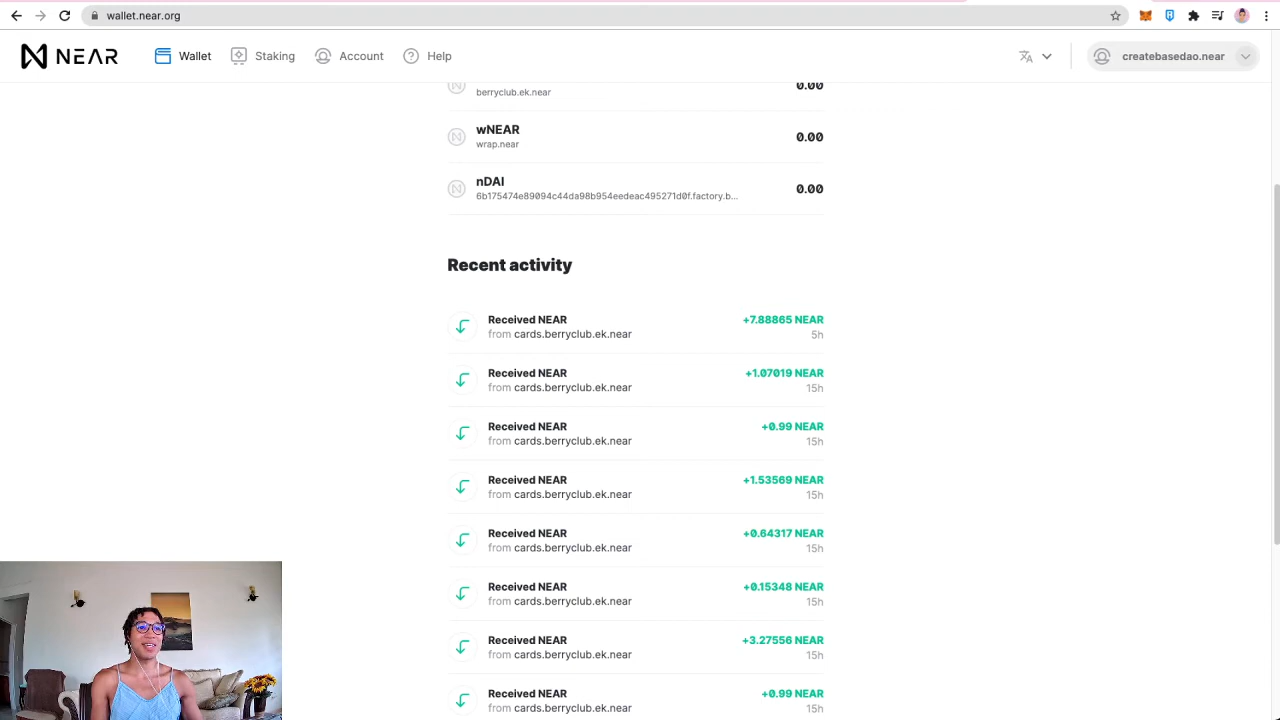 wallet.near.org
NEAR
Wallet
Staking
Account
Help
createbasedao.near
berryclub.ek.near
0.00
wNEAR
wrap.near
0.00
nDAI
6b175474e89094c44da98b954eedeac495271d0f.factory.b...
0.00
Recent activity
Received NEAR
+7.88865 NEAR
from cards.berryclub.ek.near
5h
Received NEAR
+1.07019 NEAR
from cards.berryclub.ek.near
15h
Received NEAR
+0.99 NEAR
from cards.berryclub.ek.near
15h
Received NEAR
+1.53569 NEAR
from cards.berryclub.ek.near
15h
Received NEAR
+0.64317 NEAR
from cards.berryclub.ek.near
15h
Received NEAR
+0.15348 NEAR
from cards.berryclub.ek.near
15h
Received NEAR
+3.27556 NEAR
from cards.berryclub.ek.near
15h
Received NEAR
+0.99 NEAR
from cards.berryclub.ek.near
15h